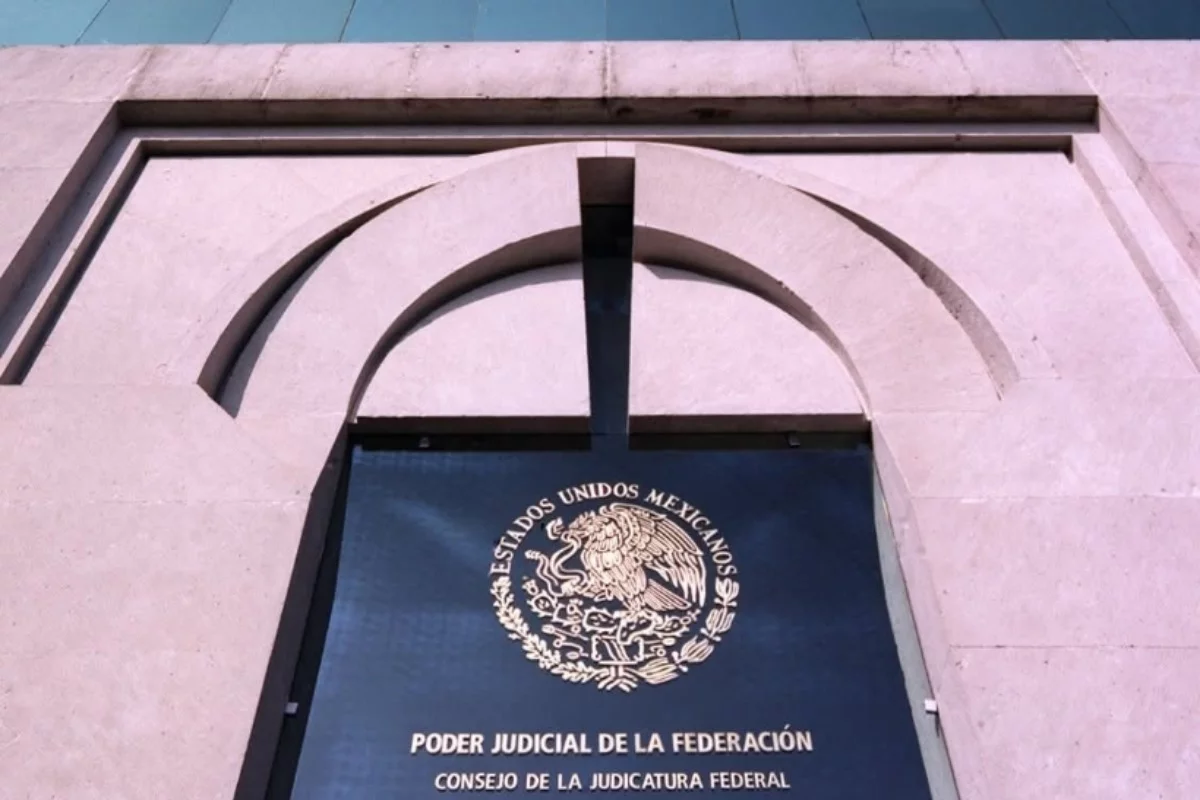 ESTADOS UNIDOS MEXICANOS
PODER JUDICIAL DE LA FEDERACIÓN
CONSEJO DE LA JUDICATURA FEDERAL